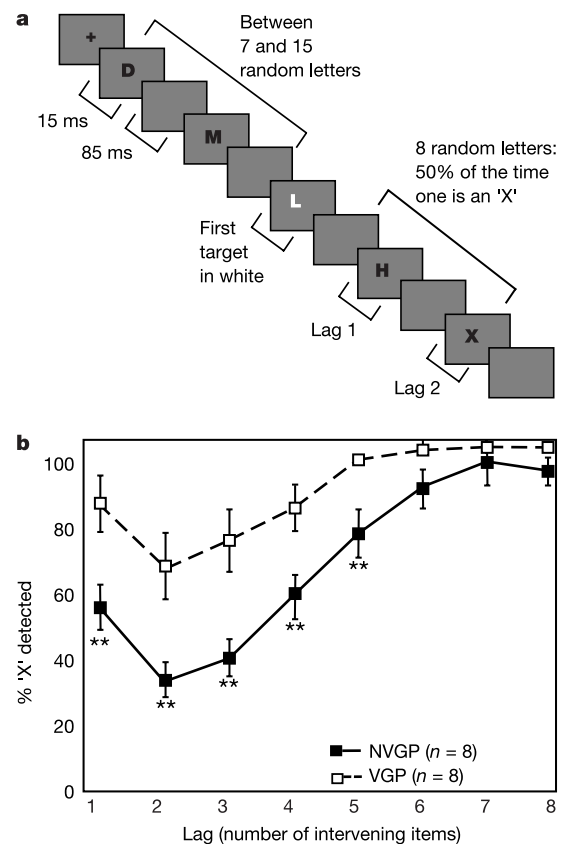 a
+
D
M
L
H
X
Between
7 and 15
random letters
15 ms
85 ms
8 random letters:
50% of the time
one is an 'X'
First
target
in white
Lag 1
Lag 2
b
% 'X' detected
100
80
60
40
20
0
**
**
**
**
**
NVGP (n = 8)
VGP (n = 8)
1 2 3 4 5 6 7 8
Lag (number of intervening items)